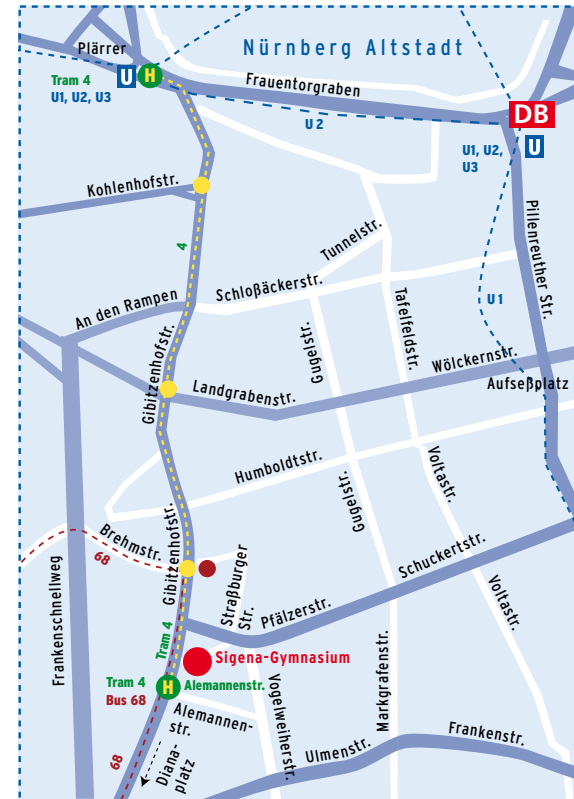 Plärrer
Nürnberg Altstadt
U
H
Tram 4
U1, U2, U3
Frauentorgraben
DB
U 2
U1, U2,
U3
U
Kohlenhofstr.
Pillenreuther Str.
4
Tunnelstr.
An den Rampen
Schloßäckerstr.
U 1
Tafelfeldstr.
Gugelstr.
Gibitzenhofstr.
Wölckernstr.
Landgrabenstr.
Aufseßplatz
Humboldtstr.
Voltastr.
Gugelstr.
Gibitzenhofstr.
Brehmstr.
68
Straßburger
Str.
Schuckertstr.
Voltastr.
Frankenschnellweg
Pfälzerstr.
Tram 4
Sigena-Gymnasium
Markgrafenstr.
Tram 4
Bus 68
H
Alemannenstr.
Vogelweiherstr.
Alemannen-
str.
Frankenstr.
Ulmenstr.
Diana-
platz
68